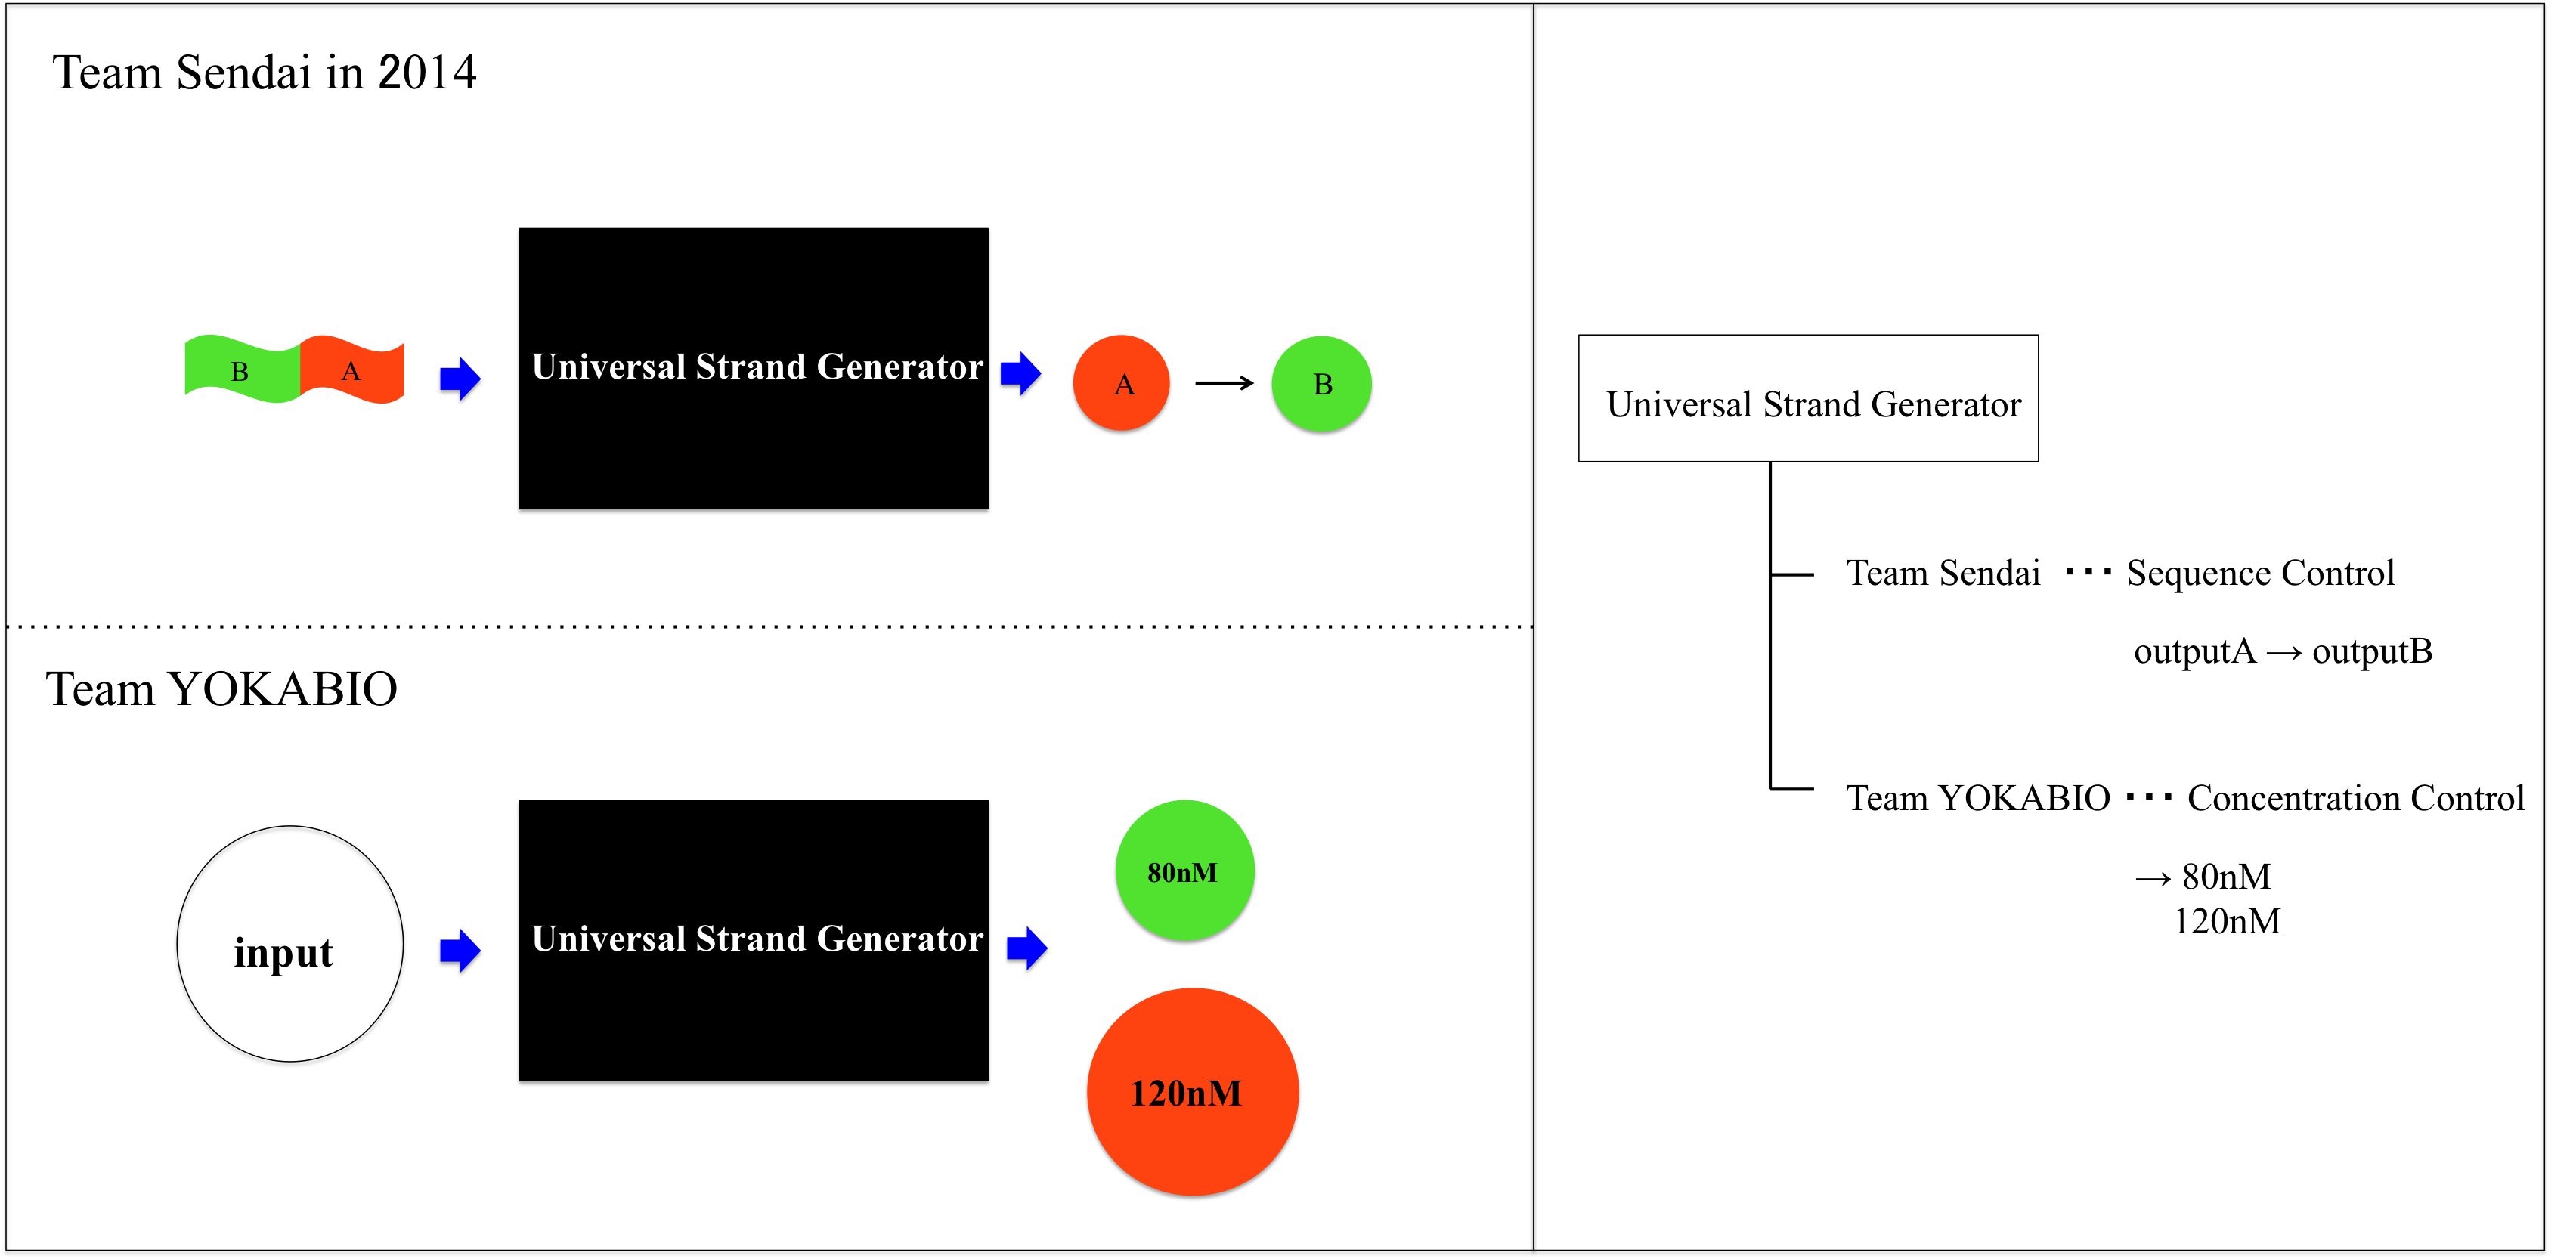 Team Sendai in 2014
B A
Universal Strand Generator
A → B
Team YOKABIO
input
Universal Strand Generator
80nM
120nM
Universal Strand Generator
Team Sendai ･･･ Sequence Control
outputA → outputB
Team YOKABIO ･･･ Concentration Control
→ 80nM
120nM